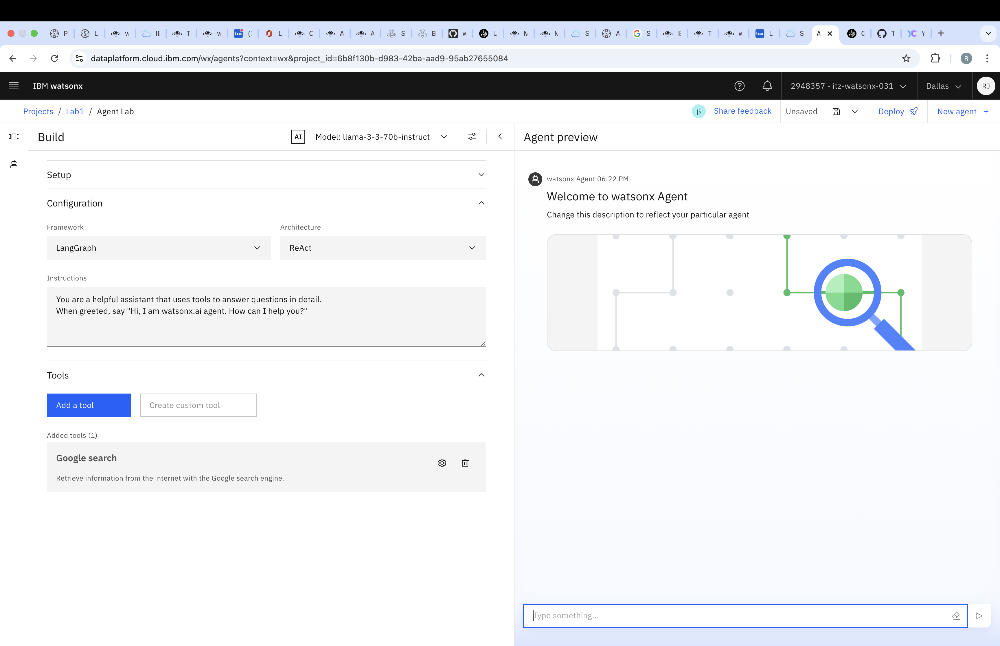 P L w IE T w box (: L C A A S B w U M M S A G S IE T w box L S A G T YC Y
dataplatform.cloud.ibm.com/wx/agents?context=wx&project_id=6b8f130b-d983-42ba-aad9-95ab27655084
R
IBM watsonx
2948357 - itz-watsonx-031
Dallas
RJ
Projects / Lab1 / Agent Lab
β Share feedback
Unsaved
Deploy
New agent +
Build
AI Model: llama-3-3-70b-instruct
Setup
Configuration
Framework
Architecture
LangGraph
ReAct
Instructions
You are a helpful assistant that uses tools to answer questions in detail.
When greeted, say "Hi, I am watsonx.ai agent. How can I help you?"
Tools
Add a tool
Create custom tool
Added tools (1)
Google search
Retrieve information from the internet with the Google search engine.
Agent preview
watsonx Agent 06:22 PM
Welcome to watsonx Agent
Change this description to reflect your particular agent
Type something...